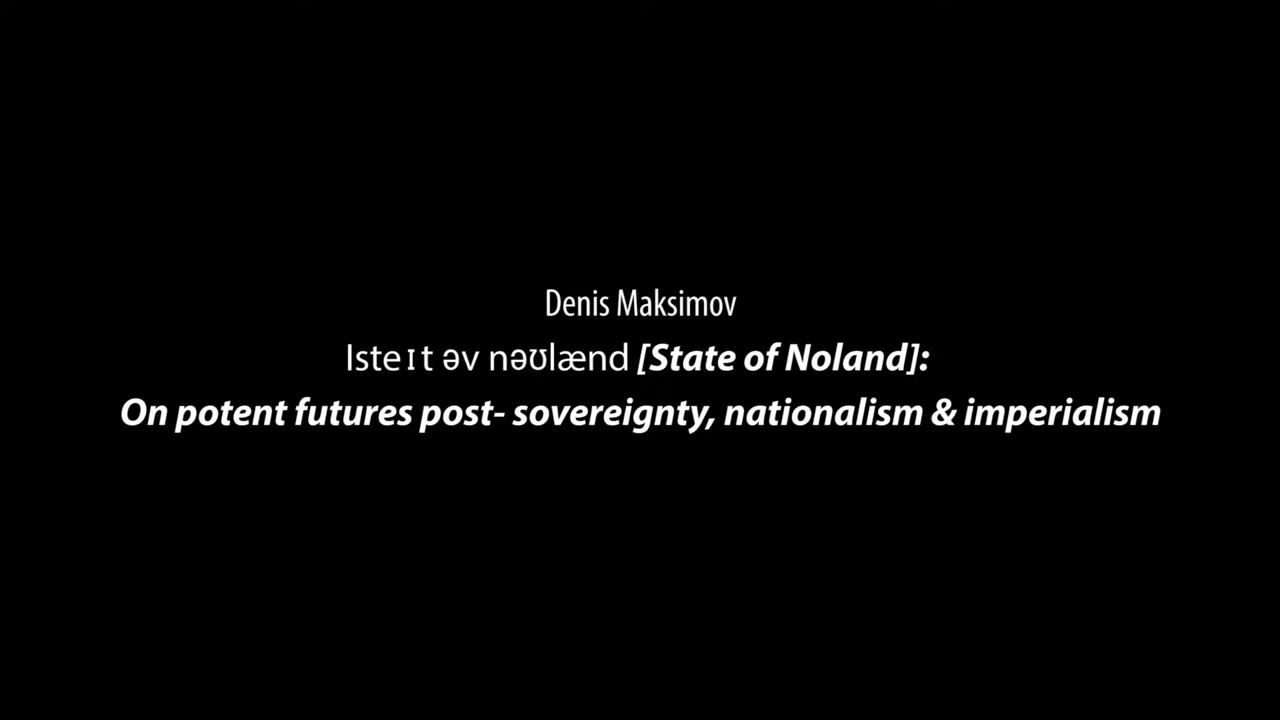 Denis Maksimov
Isteɪt əv nəʊlænd [State of Noland]:
On potent futures post- sovereignty, nationalism & imperialism